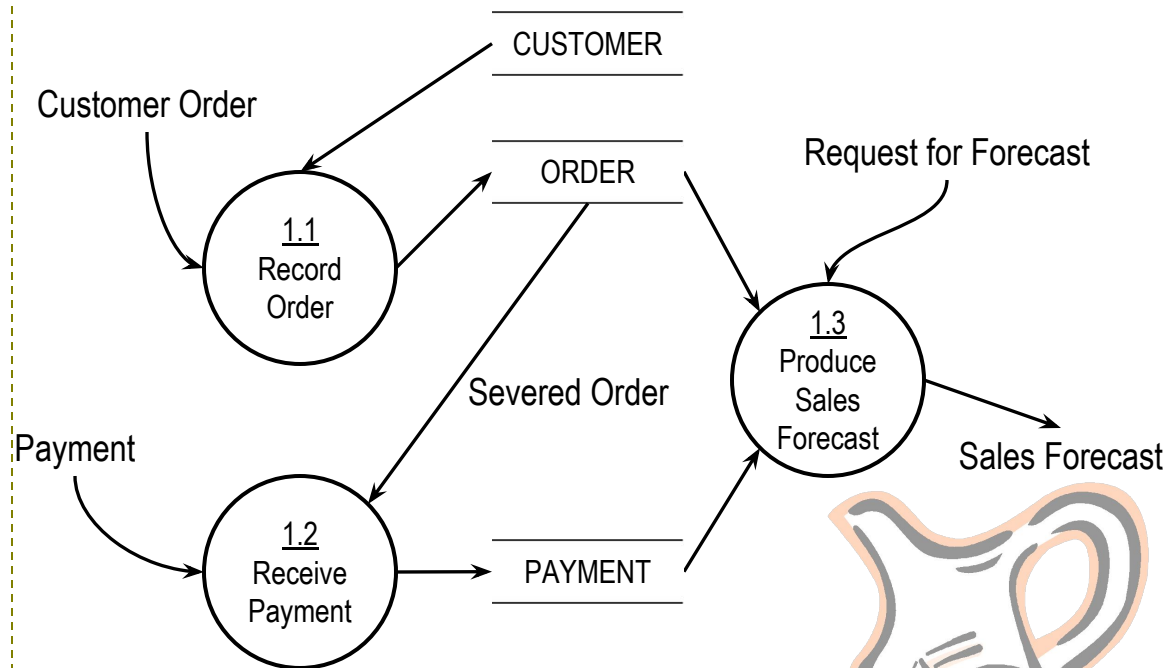 CUSTOMER
Customer Order
ORDER
Request for Forecast
1.1
Record
Order
1.3
Produce
Sales
Forecast
Severed Order
Payment
Sales Forecast
1.2
Receive
Payment
PAYMENT